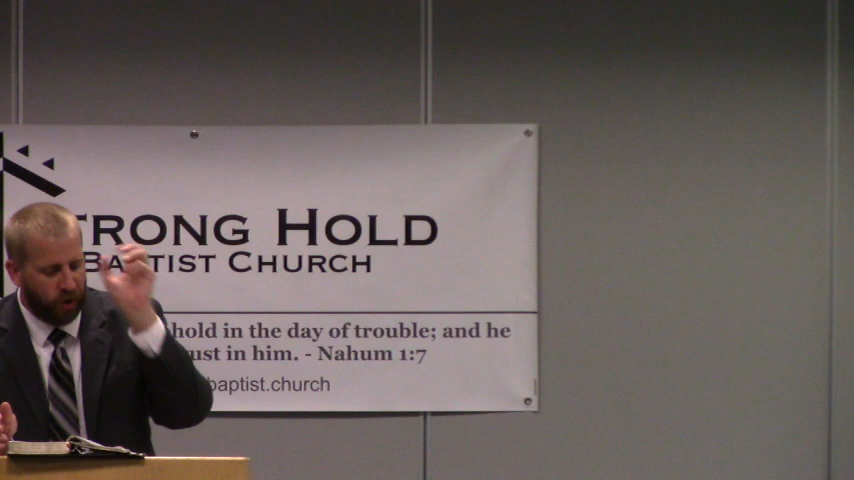 TRONG HOLD
BAPTIST CHURCH
hold in the day of trouble; and he
ust in him. - Nahum 1:7
baptist.church